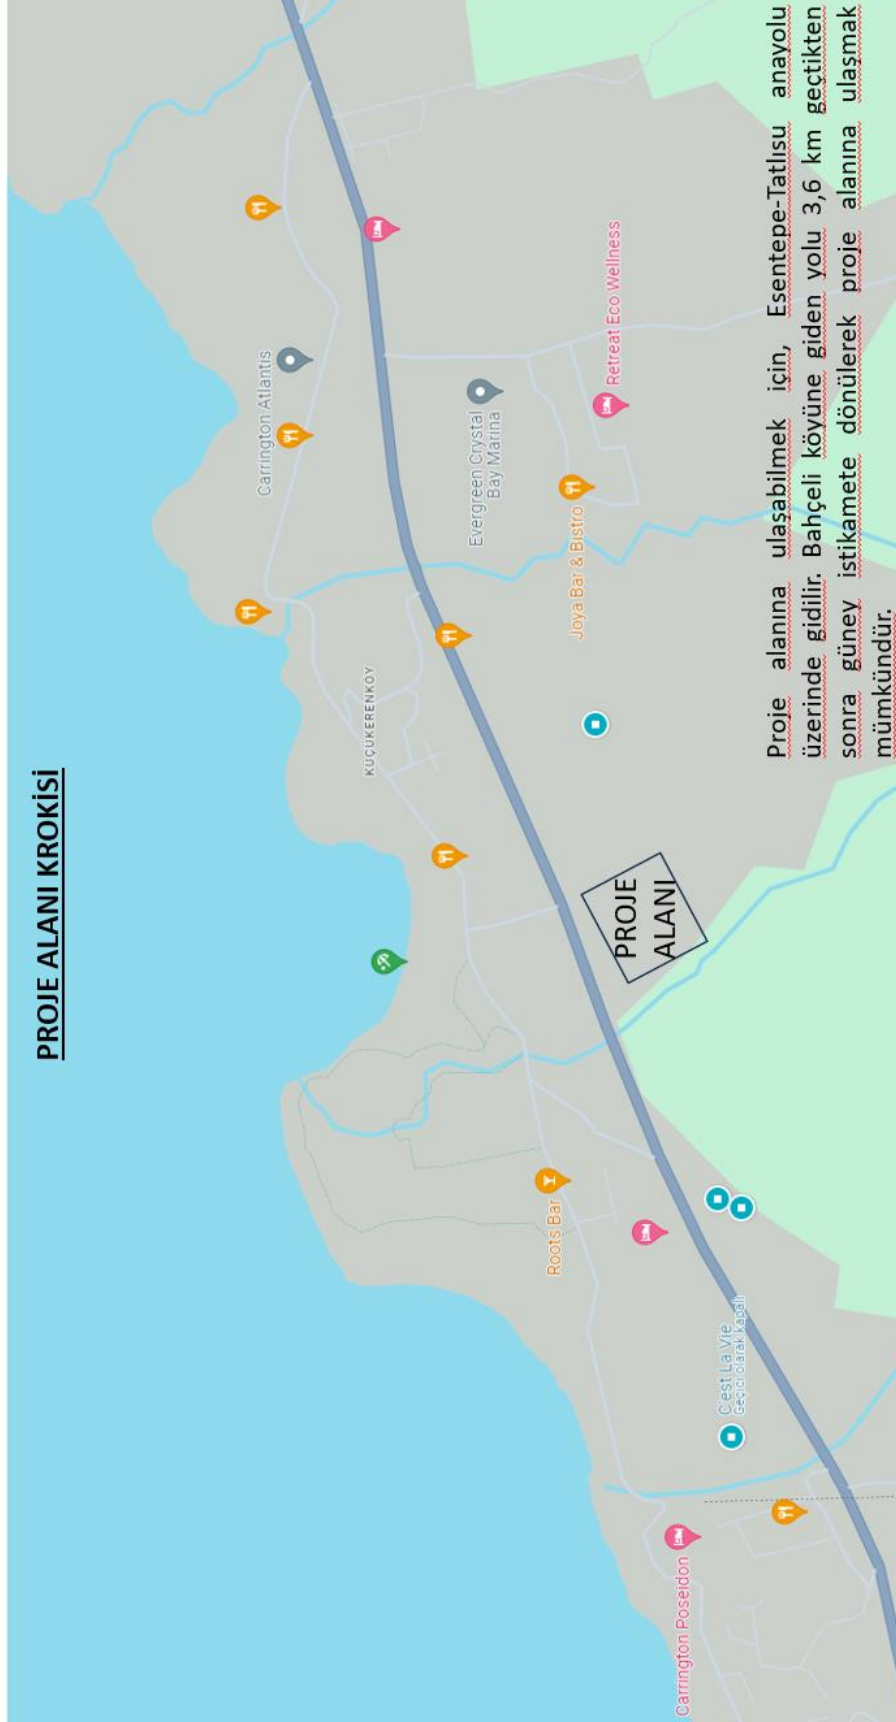 PROJE ALANI KROKİSİ
Carrington Atlantis
Evergreen Crystal
Bay Marina
Retreat Eco Wellness
Joya Bar & Bistro
KÜÇÜKERENKÖY
PROJE
ALANI
Roots Bar
C'est La Vie
Geçici olarak kapalı
Carrington Poseidon
Proje alanına ulaşabilmek için, Esentepe-Tatlısu anayolu
üzerinde gidilir. Bahçeli köyüne giden yolu 3,6 km geçtikten
sonra güney istikamete dönülerek proje alanına ulaşmak
mümkündür.